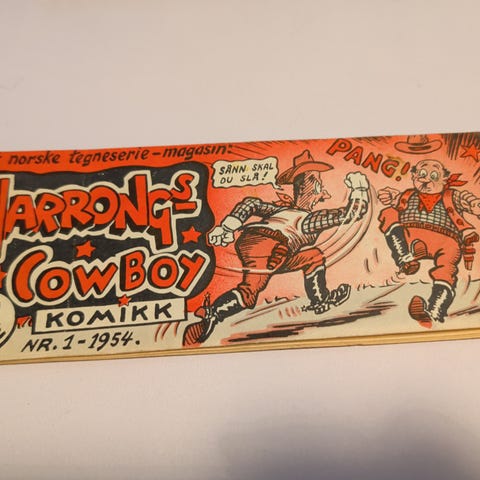 norske tegneserie-magasin:
HARRONGS
COWBOY
KOMIKK
NR. 1-1954.
SÅNN SKAL
DU SLÅ!
PANG!